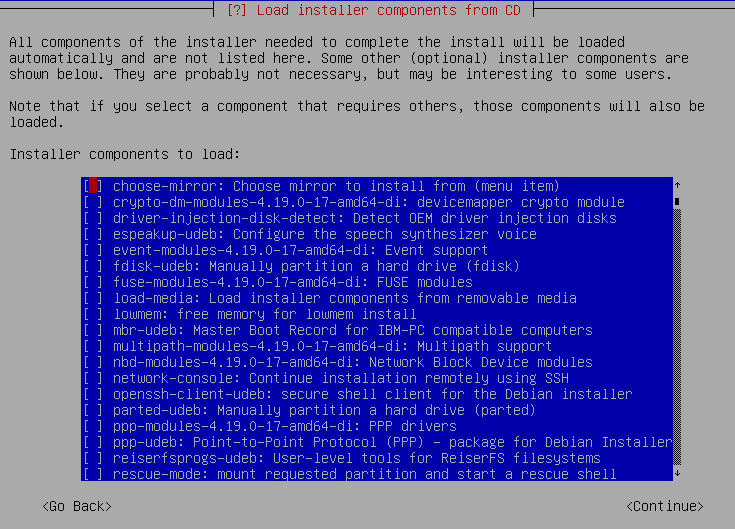 [?] Load installer components from CD
All components of the installer needed to complete the install will be loaded
automatically and are not listed here. Some other (optional) installer components are
shown below. They are probably not necessary, but may be interesting to some users.
Note that if you select a component that requires others, those components will also be
loaded.
Installer components to load:
[ ] choose-mirror: Choose mirror to install from (menu item)
[ ] crypto-dm-modules-4.19.0-17-amd64-di: devicemapper crypto module
[ ] driver-injection-disk-detect: Detect OEM driver injection disks
[ ] espeakup-udeb: Configure the speech synthesizer voice
[ ] event-modules-4.19.0-17-amd64-di: Event support
[ ] fdisk-udeb: Manually partition a hard drive (fdisk)
[ ] fuse-modules-4.19.0-17-amd64-di: FUSE modules
[ ] load-media: Load installer components from removable media
[ ] lowmem: free memory for lowmem install
[ ] mbr-udeb: Master Boot Record for IBM-PC compatible computers
[ ] multipath-modules-4.19.0-17-amd64-di: Multipath support
[ ] nbd-modules-4.19.0-17-amd64-di: Network Block Device modules
[ ] network-console: Continue installation remotely using SSH
[ ] openssh-client-udeb: secure shell client for the Debian installer
[ ] parted-udeb: Manually partition a hard drive (parted)
[ ] ppp-modules-4.19.0-17-amd64-di: PPP drivers
[ ] ppp-udeb: Point-to-Point Protocol (PPP) - package for Debian Installer
[ ] reiserfsprogs-udeb: User-level tools for ReiserFS filesystems
[ ] rescue-mode: mount requested partition and start a rescue shell
<Go Back> <Continue>